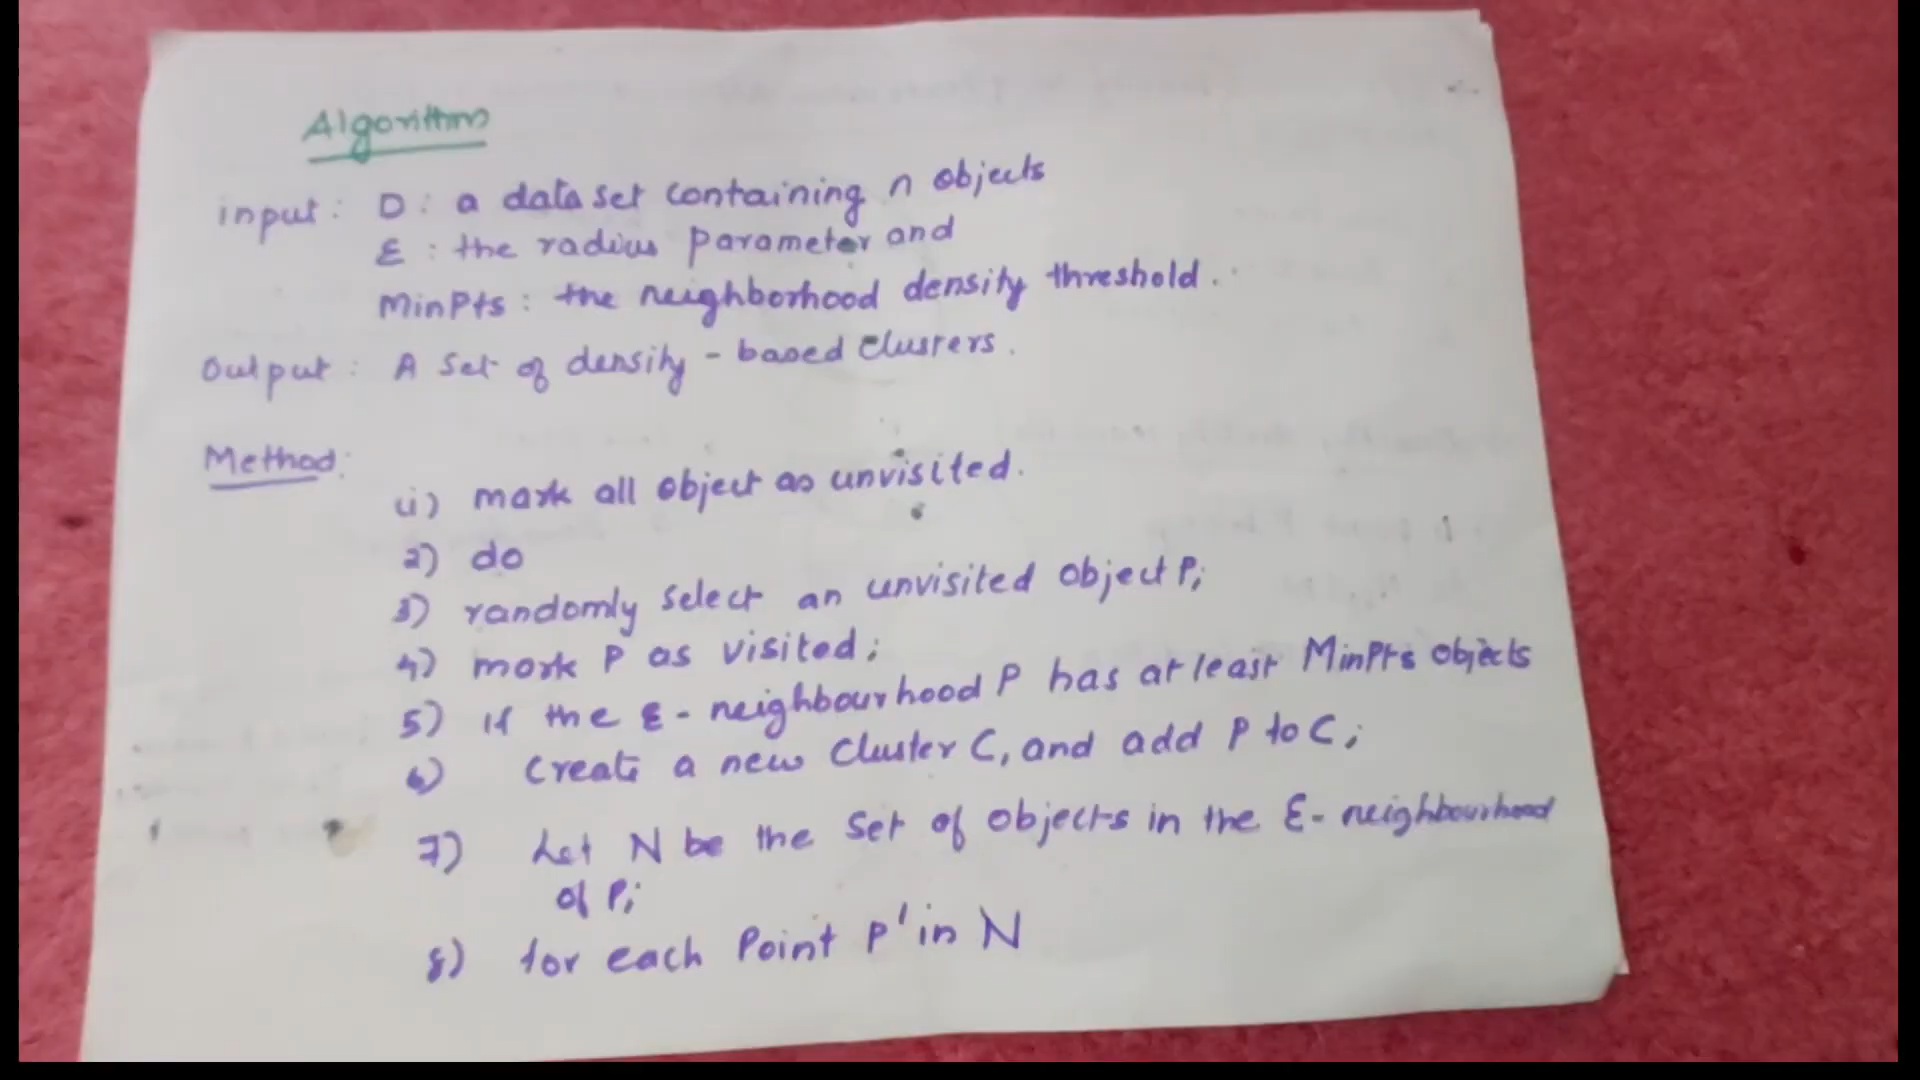 Algorithm
input: D: a data set containing n objects
ε: the radius parameter and
MinPts: the neighborhood density threshold.
Output: A set of density-based clusters.
Method:
(1) mark all object as unvisited.
2) do
3) randomly select an unvisited object P;
4) mark P as visited;
5) if the ε-neighbourhood P has at least MinPts objects
6) Create a new Cluster C, and add P to C;
7) Let N be the set of objects in the ε-neighbourhood
of P;
8) for each Point P' in N